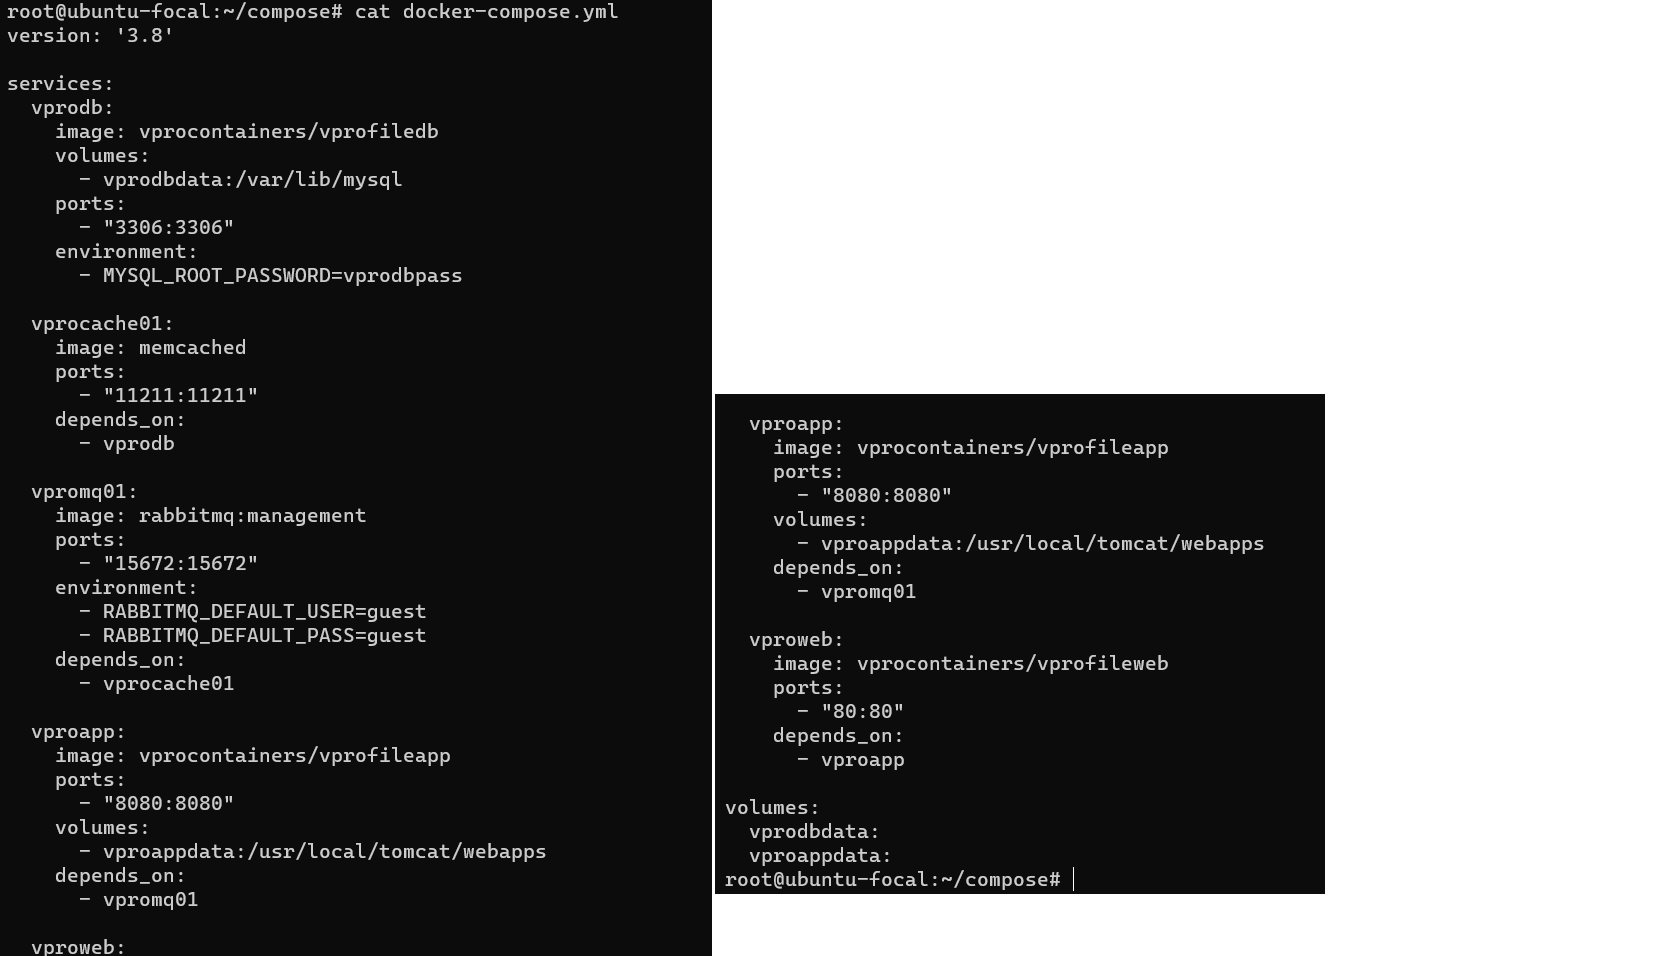 root@ubuntu-focal:~/compose# cat docker-compose.yml
version: '3.8'

services:
  vprodb:
    image: vprocontainers/vprofiledb
    volumes:
      - vprodbdata:/var/lib/mysql
    ports:
      - "3306:3306"
    environment:
      - MYSQL_ROOT_PASSWORD=vprodbpass

  vprocache01:
    image: memcached
    ports:
      - "11211:11211"
    depends_on:
      - vprodb

  vpromq01:
    image: rabbitmq:management
    ports:
      - "15672:15672"
    environment:
      - RABBITMQ_DEFAULT_USER=guest
      - RABBITMQ_DEFAULT_PASS=guest
    depends_on:
      - vprocache01

  vproapp:
    image: vprocontainers/vprofileapp
    ports:
      - "8080:8080"
    volumes:
      - vproappdata:/usr/local/tomcat/webapps
    depends_on:
      - vpromq01

  vproweb:
  vproapp:
    image: vprocontainers/vprofileapp
    ports:
      - "8080:8080"
    volumes:
      - vproappdata:/usr/local/tomcat/webapps
    depends_on:
      - vpromq01

  vproweb:
    image: vprocontainers/vprofileweb
    ports:
      - "80:80"
    depends_on:
      - vproapp

volumes:
  vprodbdata:
  vproappdata:
root@ubuntu-focal:~/compose#